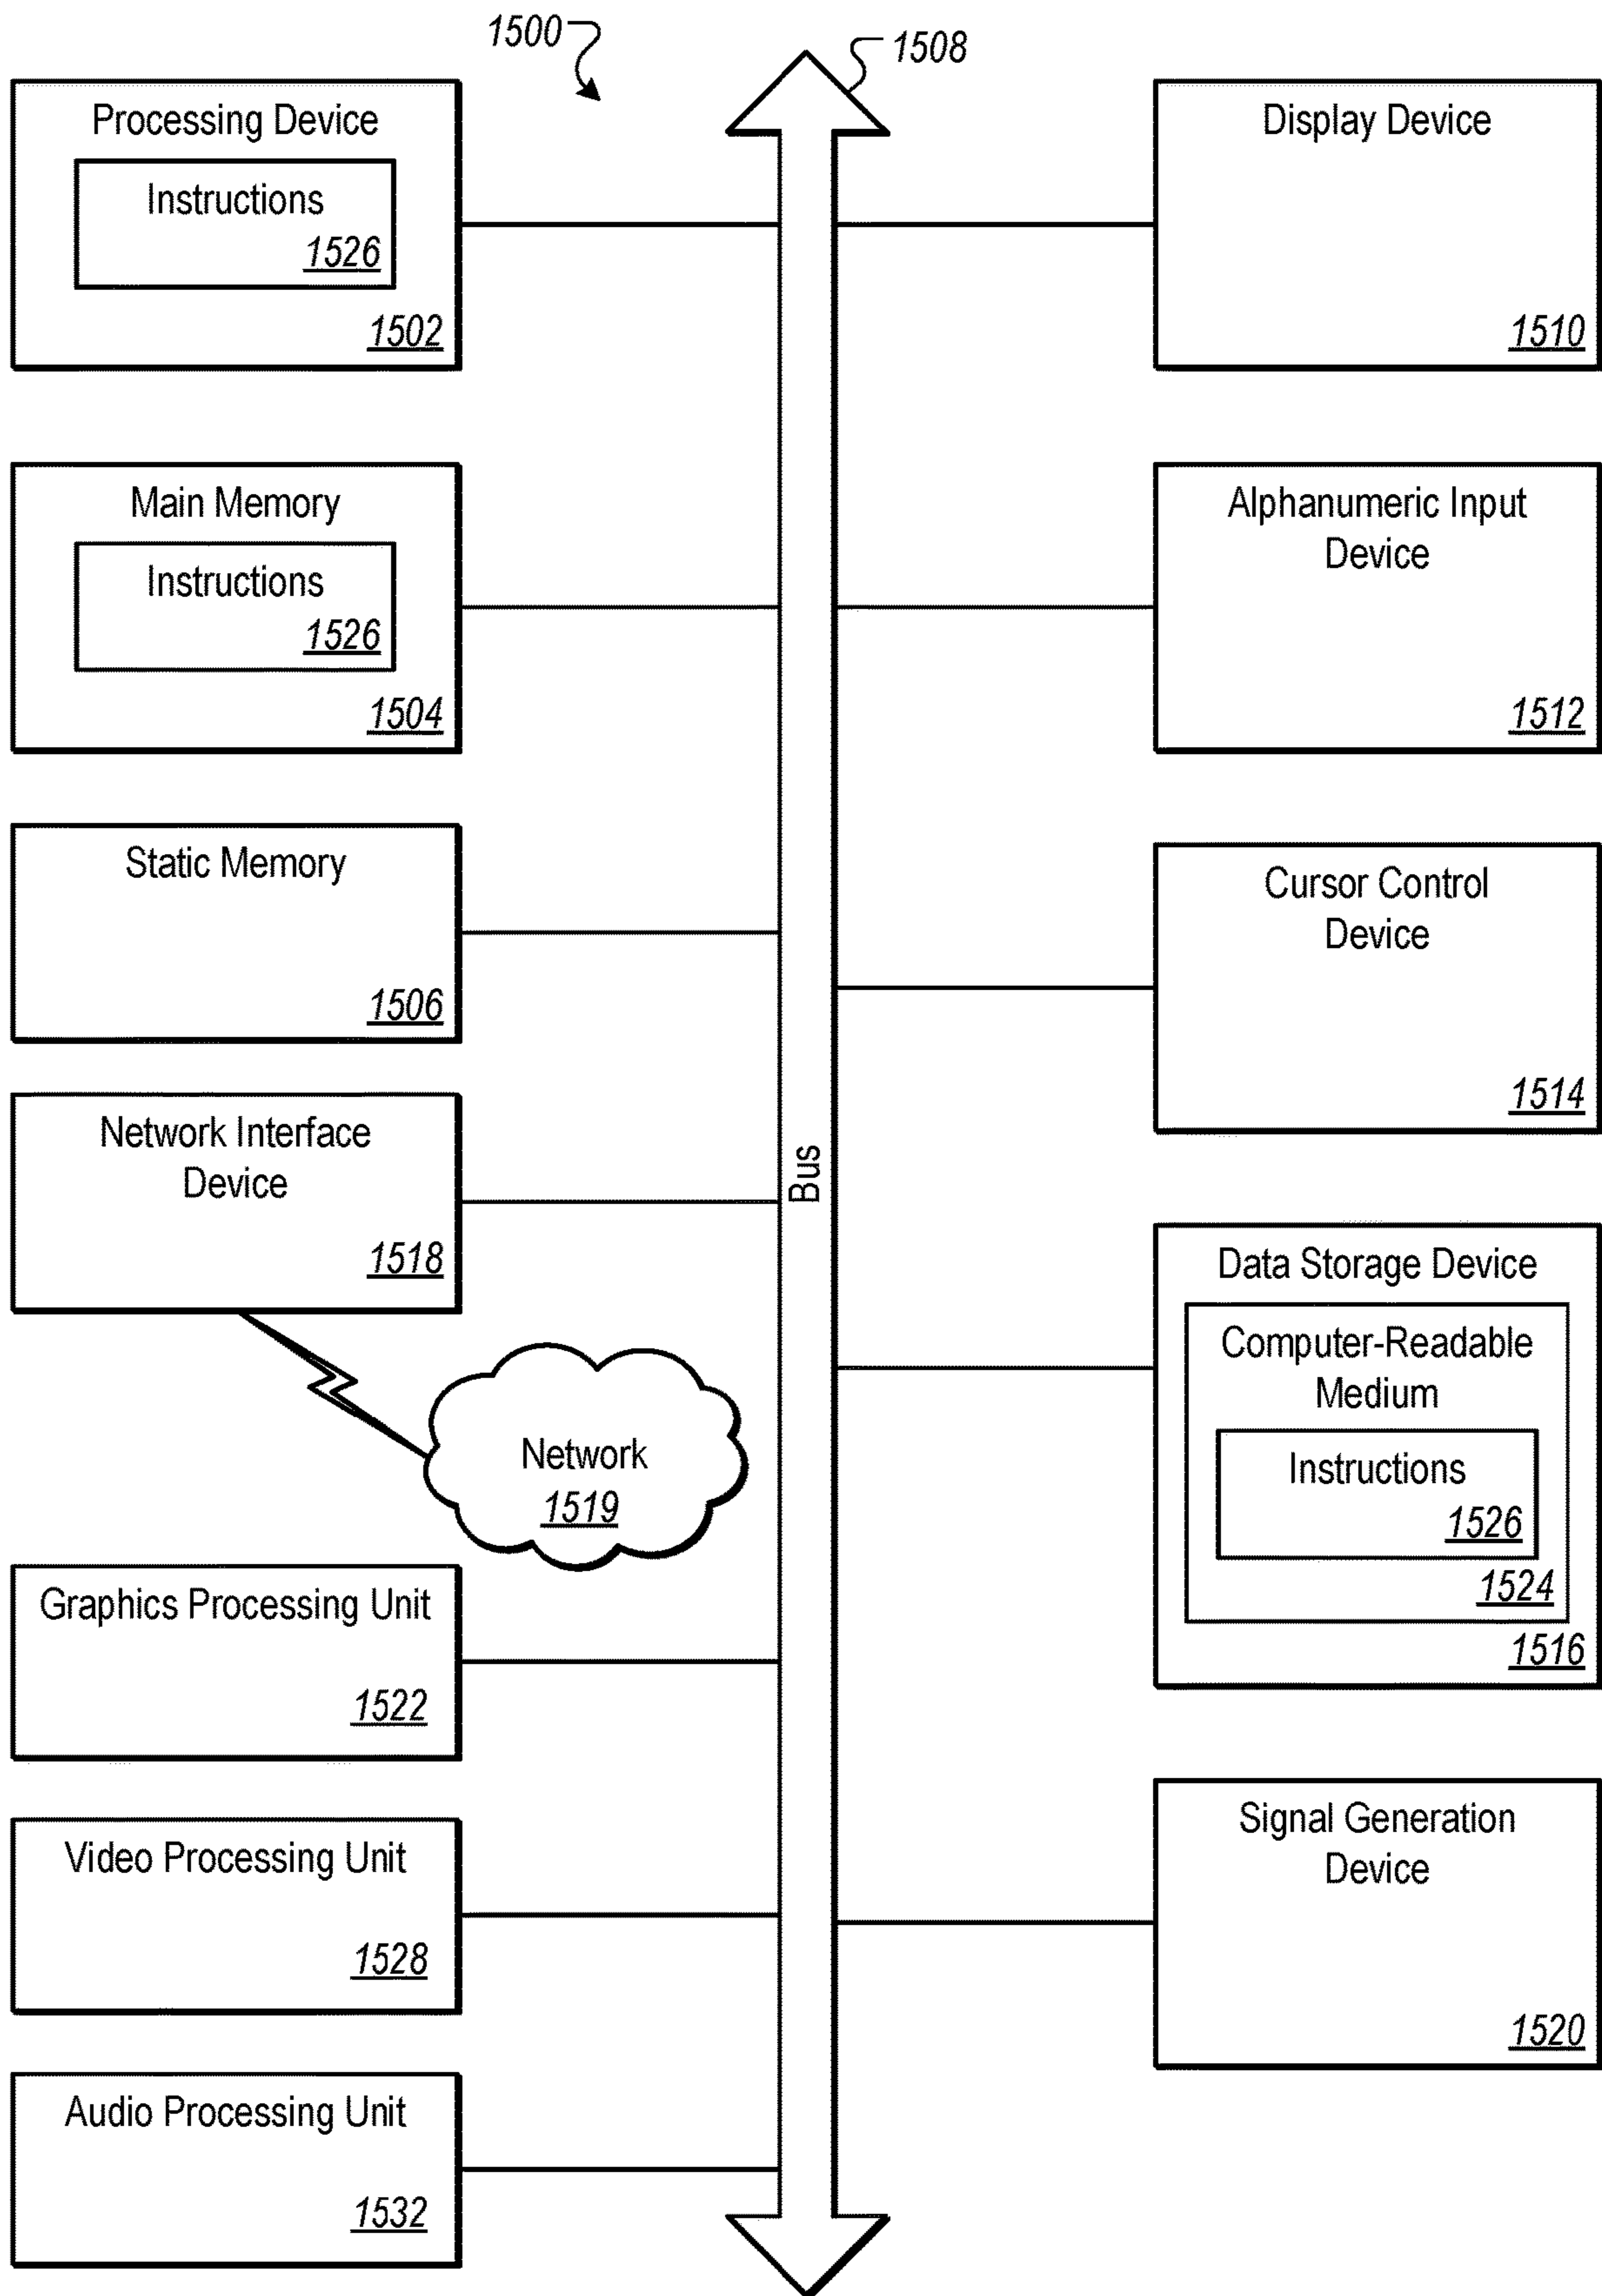 1500
1508
Processing Device
Instructions
1526
1502
Main Memory
Instructions
1526
1504
Static Memory
1506
Network Interface
Device
1518
Network
1519
Graphics Processing Unit
1522
Video Processing Unit
1528
Audio Processing Unit
1532
Bus
Display Device
1510
Alphanumeric Input
Device
1512
Cursor Control
Device
1514
Data Storage Device
Computer-Readable
Medium
Instructions
1526
1524
1516
Signal Generation
Device
1520